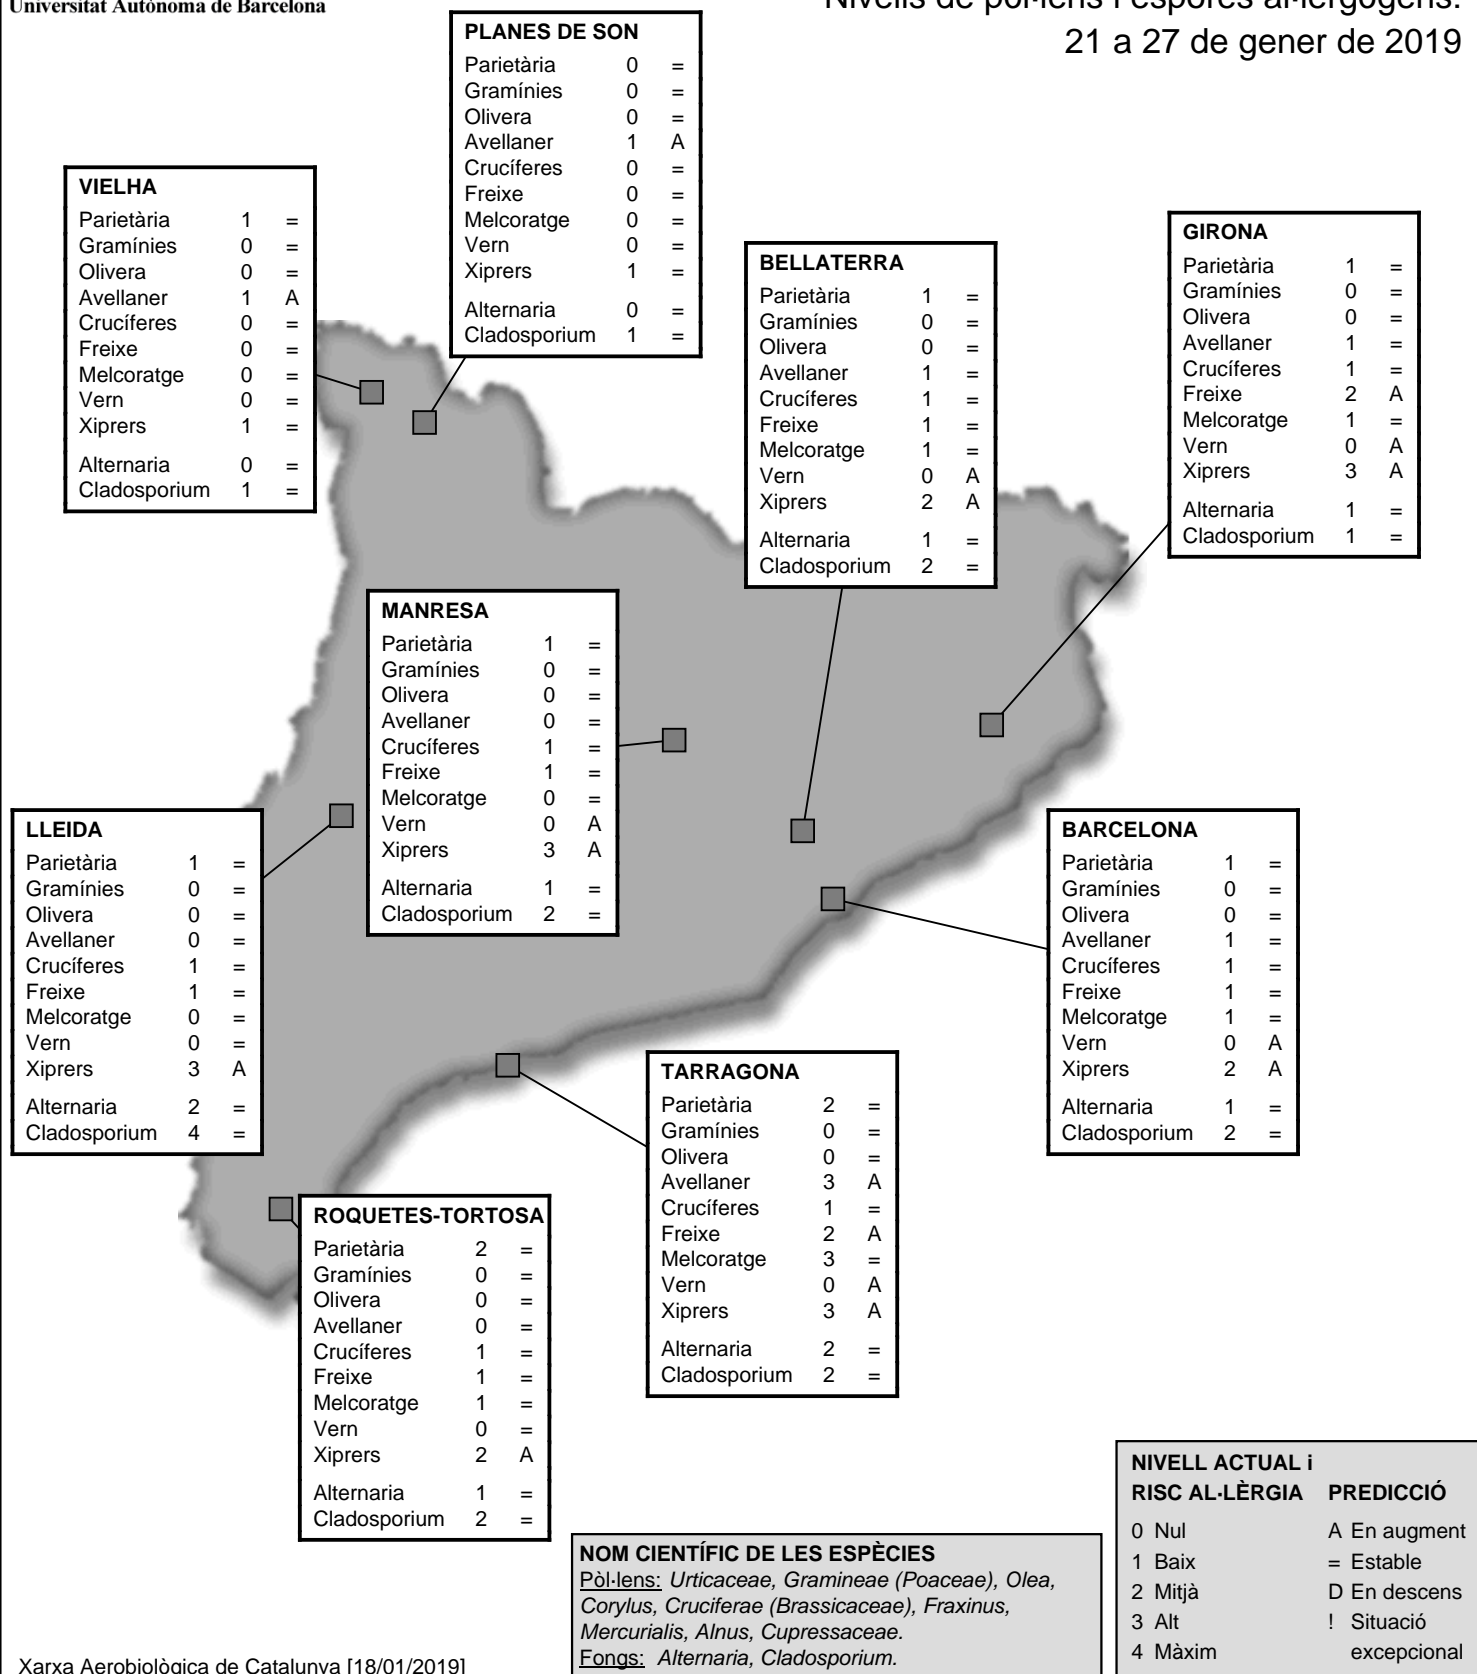 Universitat Autònoma de Barcelona
Nivells de pol·lens i espores al·lergògens:
21 a 27 de gener de 2019
PLANES DE SON
Parietària 0 =
Gramínies 0 =
Olivera 0 =
Avellaner 1 A
Crucíferes 0 =
Freixe 0 =
Melcoratge 0 =
Vern 0 =
Xiprers 1 =
Alternaria 0 =
Cladosporium 1 =
VIELHA
Parietària 1 =
Gramínies 0 =
Olivera 0 =
Avellaner 1 A
Crucíferes 0 =
Freixe 0 =
Melcoratge 0 =
Vern 0 =
Xiprers 1 =
Alternaria 0 =
Cladosporium 1 =
GIRONA
Parietària 1 =
Gramínies 0 =
Olivera 0 =
Avellaner 1 =
Crucíferes 1 =
Freixe 2 A
Melcoratge 1 =
Vern 0 A
Xiprers 3 A
Alternaria 1 =
Cladosporium 1 =
BELLATERRA
Parietària 1 =
Gramínies 0 =
Olivera 0 =
Avellaner 1 =
Crucíferes 1 =
Freixe 1 =
Melcoratge 1 =
Vern 0 A
Xiprers 2 A
Alternaria 1 =
Cladosporium 2 =
MANRESA
Parietària 1 =
Gramínies 0 =
Olivera 0 =
Avellaner 0 =
Crucíferes 1 =
Freixe 1 =
Melcoratge 0 =
Vern 0 A
Xiprers 3 A
Alternaria 1 =
Cladosporium 2 =
LLEIDA
Parietària 1 =
Gramínies 0 =
Olivera 0 =
Avellaner 0 =
Crucíferes 1 =
Freixe 1 =
Melcoratge 0 =
Vern 0 =
Xiprers 3 A
Alternaria 2 =
Cladosporium 4 =
BARCELONA
Parietària 1 =
Gramínies 0 =
Olivera 0 =
Avellaner 1 =
Crucíferes 1 =
Freixe 1 =
Melcoratge 1 =
Vern 0 A
Xiprers 2 A
Alternaria 1 =
Cladosporium 2 =
TARRAGONA
Parietària 2 =
Gramínies 0 =
Olivera 0 =
Avellaner 3 A
Crucíferes 1 =
Freixe 2 A
Melcoratge 3 =
Vern 0 A
Xiprers 3 A
Alternaria 2 =
Cladosporium 2 =
ROQUETES-TORTOSA
Parietària 2 =
Gramínies 0 =
Olivera 0 =
Avellaner 0 =
Crucíferes 1 =
Freixe 1 =
Melcoratge 1 =
Vern 0 =
Xiprers 2 A
Alternaria 1 =
Cladosporium 2 =
NIVELL ACTUAL i
RISC AL·LÈRGIA PREDICCIÓ
0 Nul A En augment
1 Baix = Estable
2 Mitjà D En descens
3 Alt ! Situació
4 Màxim excepcional
NOM CIENTÍFIC DE LES ESPÈCIES
Pòl·lens: Urticaceae, Gramineae (Poaceae), Olea,
Corylus, Cruciferae (Brassicaceae), Fraxinus,
Mercurialis, Alnus, Cupressaceae.
Fongs: Alternaria, Cladosporium.
Xarxa Aerobiològica de Catalunya [18/01/2019]